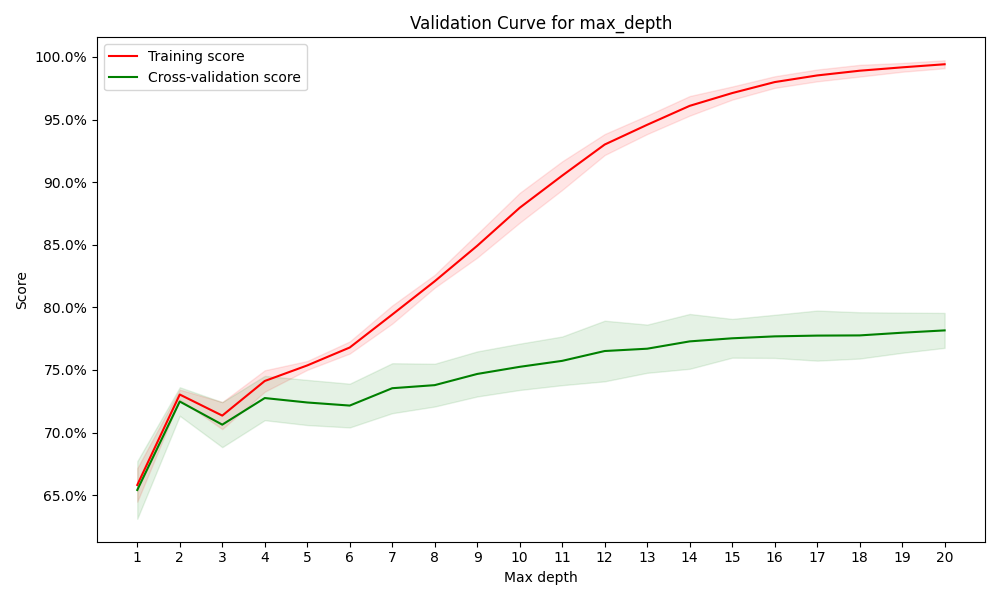 Validation Curve for max_depth
Training score
Cross-validation score
100.0%
95.0%
90.0%
85.0%
80.0%
75.0%
70.0%
65.0%
Score
1 2 3 4 5 6 7 8 9 10 11 12 13 14 15 16 17 18 19 20
Max depth